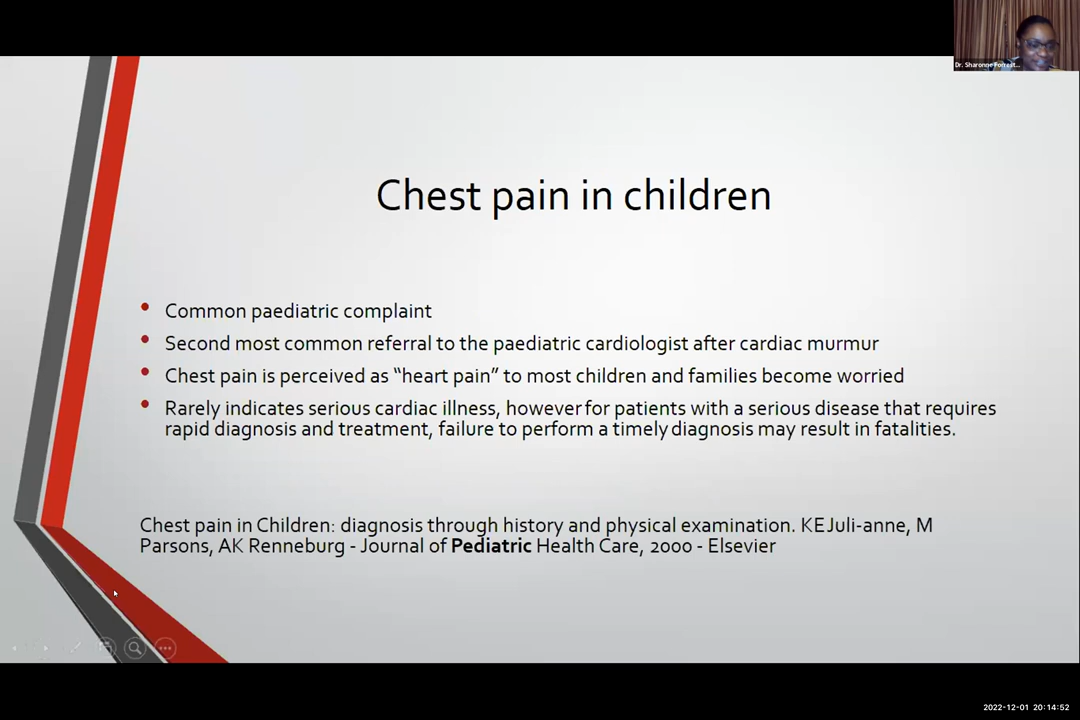 Dr. Sharonne Forrest...
Chest pain in children
• Common paediatric complaint
• Second most common referral to the paediatric cardiologist after cardiac murmur
• Chest pain is perceived as “heart pain” to most children and families become worried
• Rarely indicates serious cardiac illness, however for patients with a serious disease that requires
rapid diagnosis and treatment, failure to perform a timely diagnosis may result in fatalities.
Chest pain in Children: diagnosis through history and physical examination. KE Juli-anne, M
Parsons, AK Renneburg - Journal of Pediatric Health Care, 2000 - Elsevier
2022-12-01 20:14:52